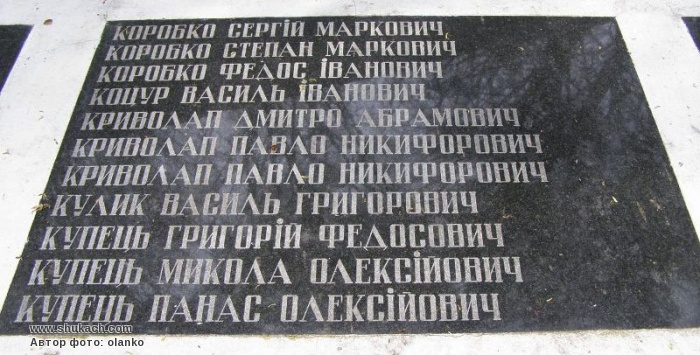 КОРОБКО СЕРГІЙ МАРКОВИЧ
КОРОБКО СТЕПАН МАРКОВИЧ
КОРОБКО ФЕДОС ІВАНОВИЧ
КОЦУР ВАСИЛЬ ІВАНОВИЧ
КРИВОЛАП ДМИТРО АБРАМОВИЧ
КРИВОЛАП ПАВЛО НИКИФОРОВИЧ
КРИВОЛАП ПАВЛО НИКИФОРОВИЧ
КУЛИК ВАСИЛЬ ГРИГОРОВИЧ
КУПЕЦЬ ГРИГОРІЙ ФЕДОСОВИЧ
КУПЕЦЬ МИКОЛА ОЛЕКСІЙОВИЧ
КУПЕЦЬ ПАНАС ОЛЕКСІЙОВИЧ
www.shukach.com
Автор фото: olanko